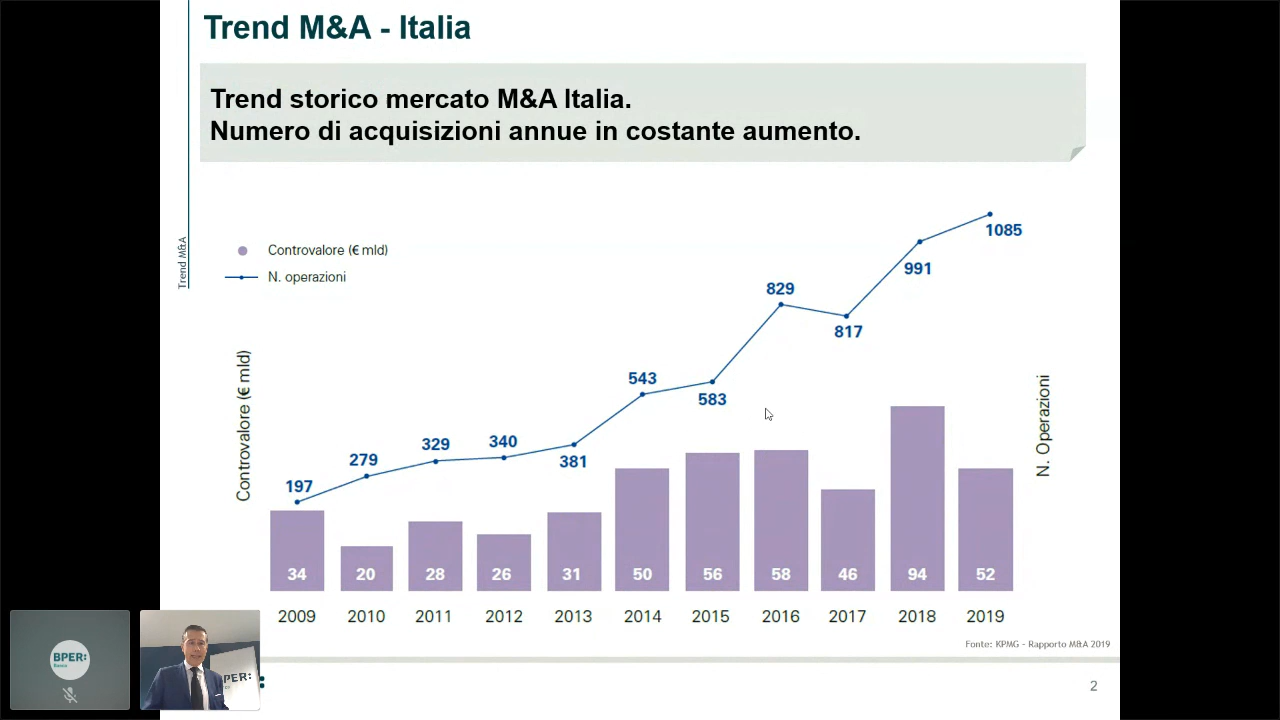 Trend M&A - Italia
Trend storico mercato M&A Italia.
Numero di acquisizioni annue in costante aumento.
Trend M&A
Controvalore (€ mld)
N. operazioni
Controvalore (€ mld)
N. Operazioni
197
279
329
340
381
543
583
829
817
991
1085
34
20
28
26
31
50
56
58
46
94
52
2009
2010
2011
2012
2013
2014
2015
2016
2017
2018
2019
Fonte: KPMG - Rapporto M&A 2019
2
BPER:
Banca
PER: